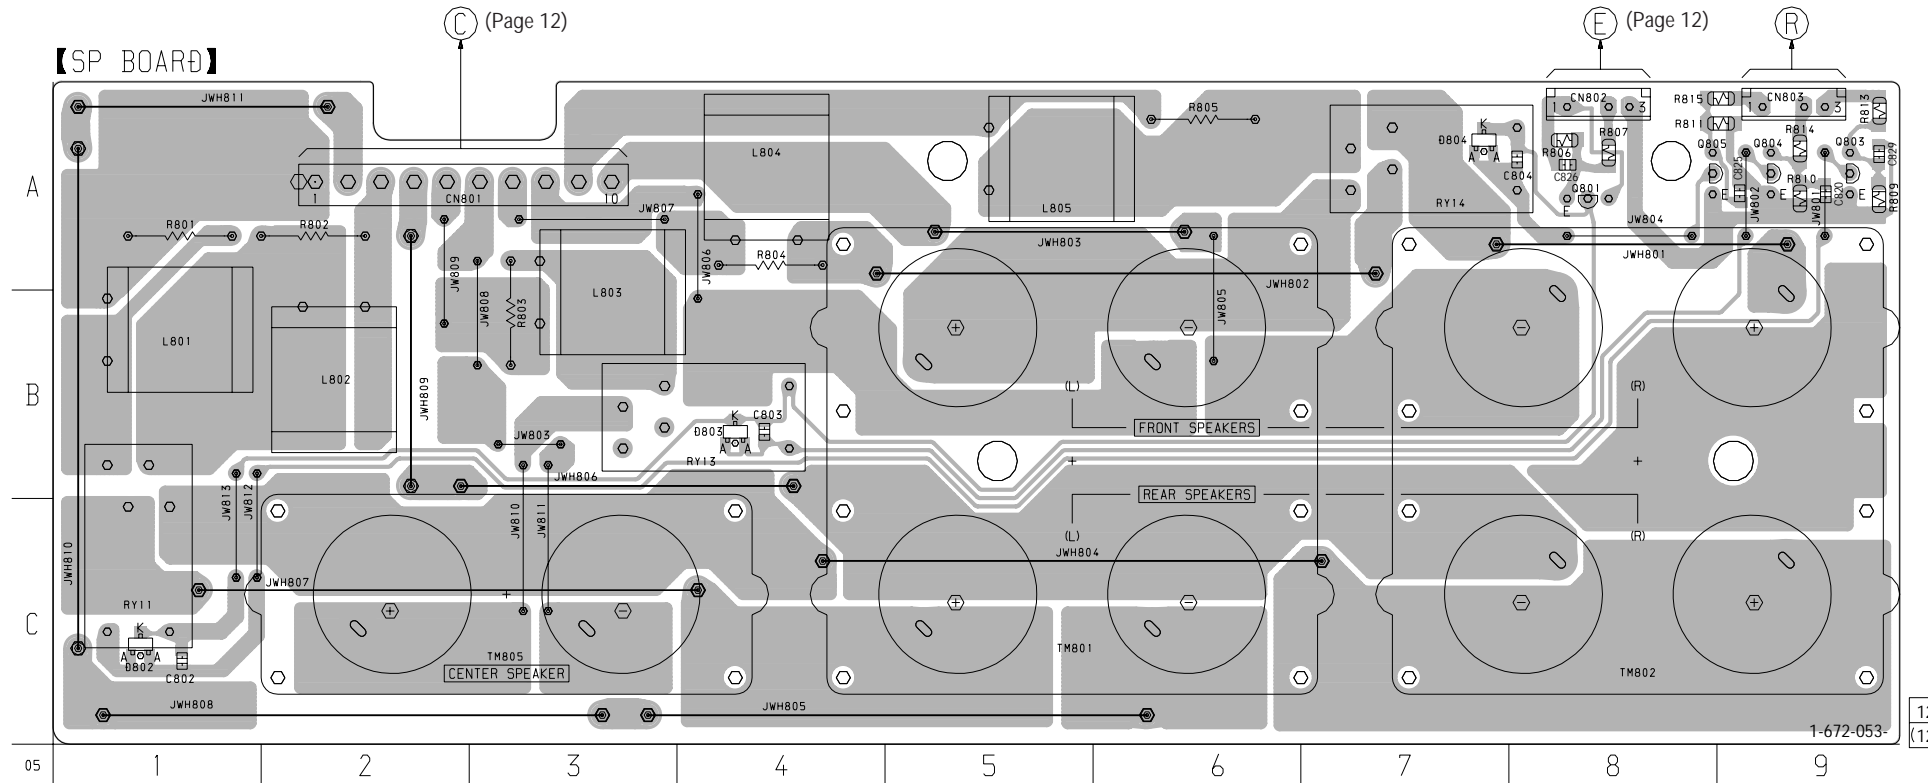 C (Page 12)
E (Page 12)
R
【SP BOARD】
JWH811
R805
CN802
1 3
R815
CN803
1 3
R813
R811
R814
R807
D804
K
A A
R806
C804
C826
Q801
E
Q805
C825
Q804
Q803
C829
R810
E
JW802
E
C820
JW801
E
R809
L804
A
1
CN801
10
JW807
L805
RY14
JW804
R801
R802
JWH803
JWH801
R804
JW806
JW809
JW808
R803
L803
JWH802
JW805
L801
L802
+
-
-
+
B
JWH809
(L)
(R)
JW803
D803
K
A A
C803
FRONT SPEAKERS
RY13
+
+
JWH806
JW813
JW812
REAR SPEAKERS
JW810
JW811
(L)
(R)
JWH810
JWH804
JWH807
RY11
+
+
-
+
-
-
+
C
K
A A
D802
C802
TM805
CENTER SPEAKER
TM801
TM802
JWH808
JWH805
1-672-053-
05
1 2 3 4 5 6 7 8 9